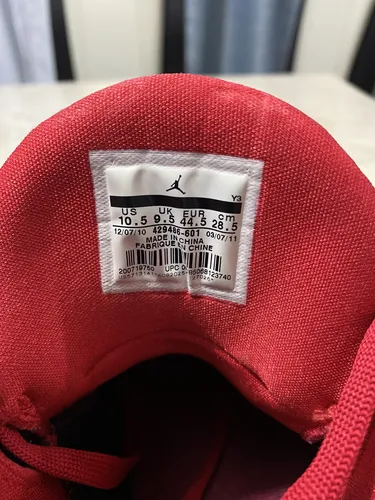 Y3
US UK EUR cm
10.5 9.5 44.5 28.5
12/07/10 429486-601 03/07/11
MADE IN CHINA
FABRIQUE EN CHINE
200719750 UPC